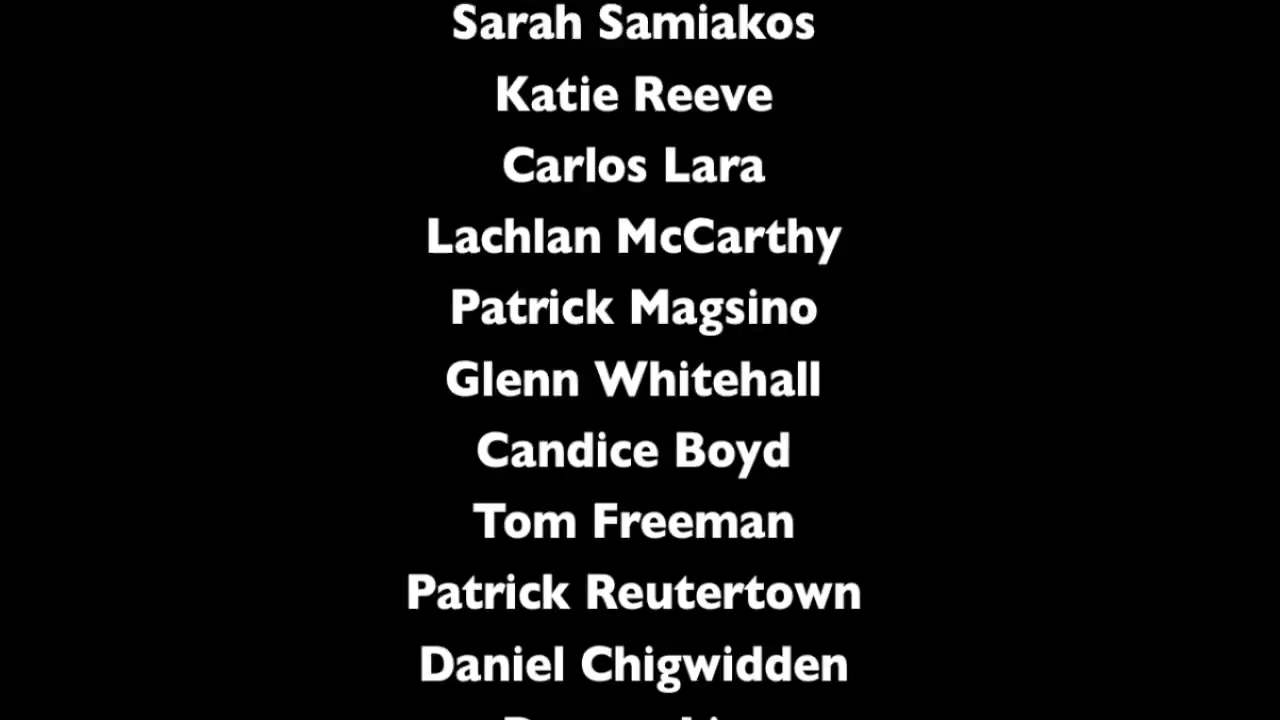 Sarah Samiakos
Katie Reeve
Carlos Lara
Lachlan McCarthy
Patrick Magsino
Glenn Whitehall
Candice Boyd
Tom Freeman
Patrick Reutertown
Daniel Chigwidden